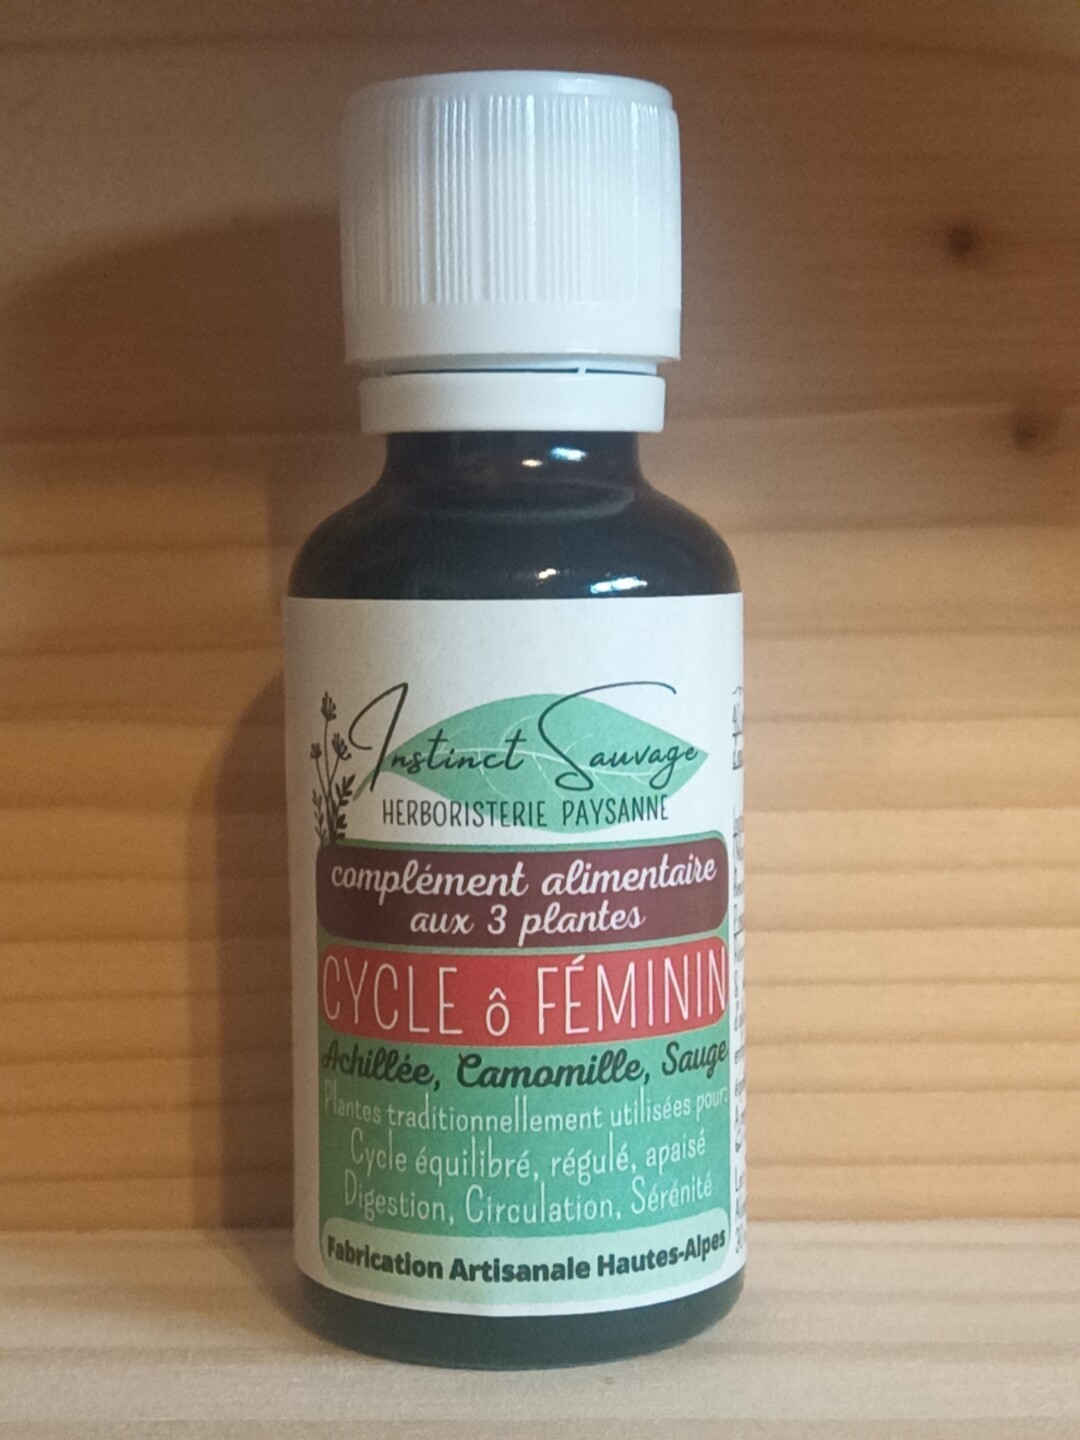 Instinct Sauvage
HERBORISTERIE PAYSANNE
complément alimentaire
aux 3 plantes
CYCLE ô FÉMININ
Achillée, Camomille, Sauge
Plantes traditionnellement utilisées pour:
Cycle équilibré, régulé, apaisé
Digestion, Circulation, Sérénité
Fabrication Artisanale Hautes-Alpes